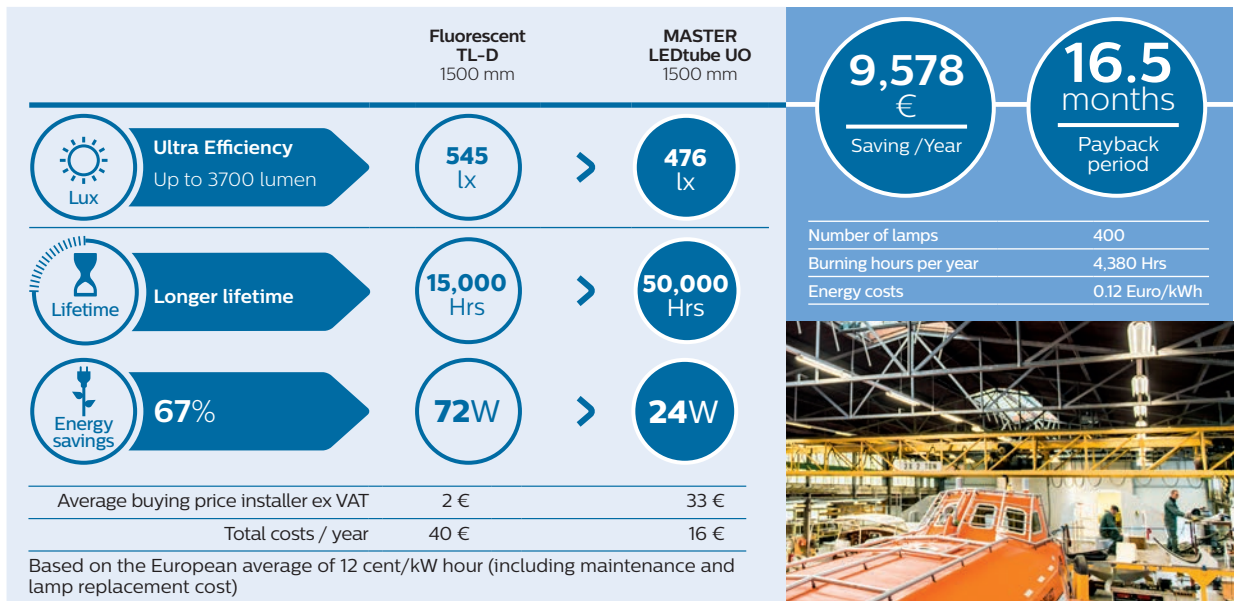 Fluorescent
TL-D
1500 mm
MASTER
LEDtube UO
1500 mm
Lux
Ultra Efficiency
Up to 3700 lumen
545
lx
>
476
lx
Lifetime
Longer lifetime
15,000
Hrs
>
50,000
Hrs
Energy
savings
67%
72W
>
24W
Average buying price installer ex VAT 2 € 33 €
Total costs / year 40 € 16 €
Based on the European average of 12 cent/kW hour (including maintenance and
lamp replacement cost)
9,578
€
Saving /Year
16.5
months
Payback
period
Number of lamps 400
Burning hours per year 4,380 Hrs
Energy costs 0.12 Euro/kWh